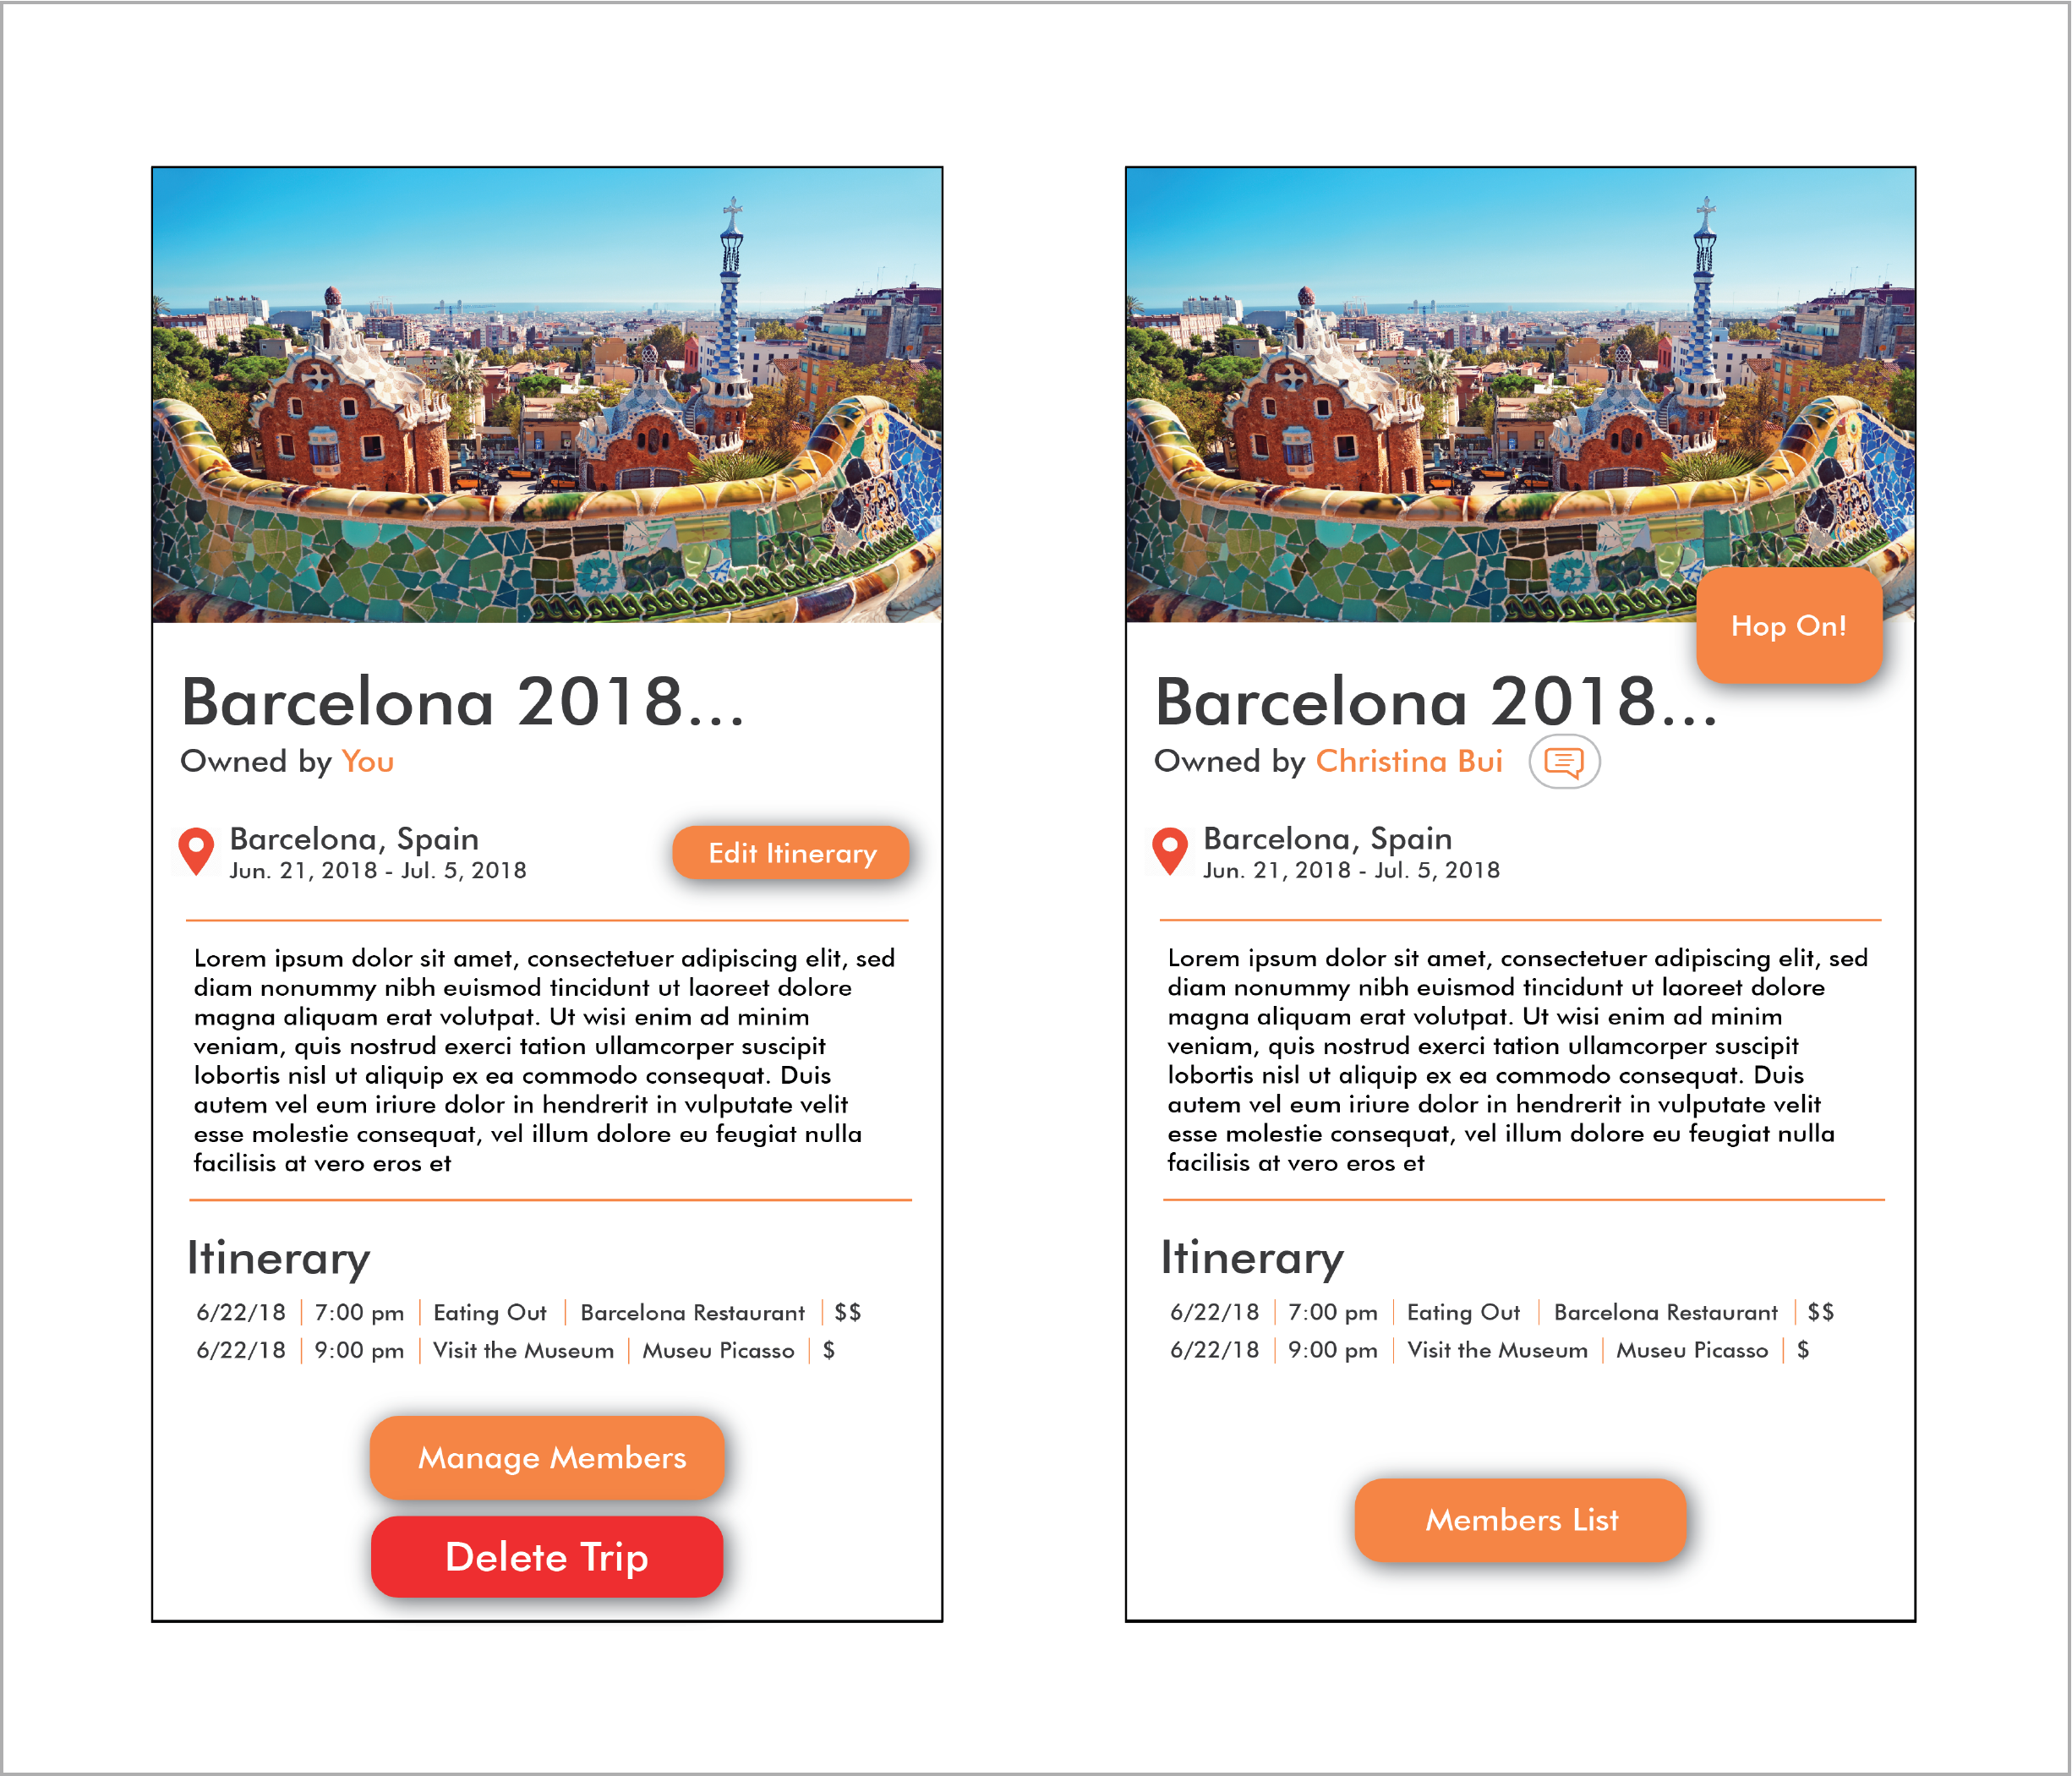 Barcelona 2018...
Owned by You
Barcelona, Spain
Jun. 21, 2018 - Jul. 5, 2018
Edit Itinerary
Lorem ipsum dolor sit amet, consectetuer adipiscing elit, sed
diam nonummy nibh euismod tincidunt ut laoreet dolore
magna aliquam erat volutpat. Ut wisi enim ad minim
veniam, quis nostrud exerci tation ullamcorper suscipit
lobortis nisl ut aliquip ex ea commodo consequat. Duis
autem vel eum iriure dolor in hendrerit in vulputate velit
esse molestie consequat, vel illum dolore eu feugiat nulla
facilisis at vero eros et
Itinerary
6/22/18 | 7:00 pm | Eating Out | Barcelona Restaurant | $$
6/22/18 | 9:00 pm | Visit the Museum | Museu Picasso | $
Manage Members
Delete Trip
Hop On!
Barcelona 2018...
Owned by Christina Bui
Barcelona, Spain
Jun. 21, 2018 - Jul. 5, 2018
Lorem ipsum dolor sit amet, consectetuer adipiscing elit, sed
diam nonummy nibh euismod tincidunt ut laoreet dolore
magna aliquam erat volutpat. Ut wisi enim ad minim
veniam, quis nostrud exerci tation ullamcorper suscipit
lobortis nisl ut aliquip ex ea commodo consequat. Duis
autem vel eum iriure dolor in hendrerit in vulputate velit
esse molestie consequat, vel illum dolore eu feugiat nulla
facilisis at vero eros et
Itinerary
6/22/18 | 7:00 pm | Eating Out | Barcelona Restaurant | $$
6/22/18 | 9:00 pm | Visit the Museum | Museu Picasso | $
Members List